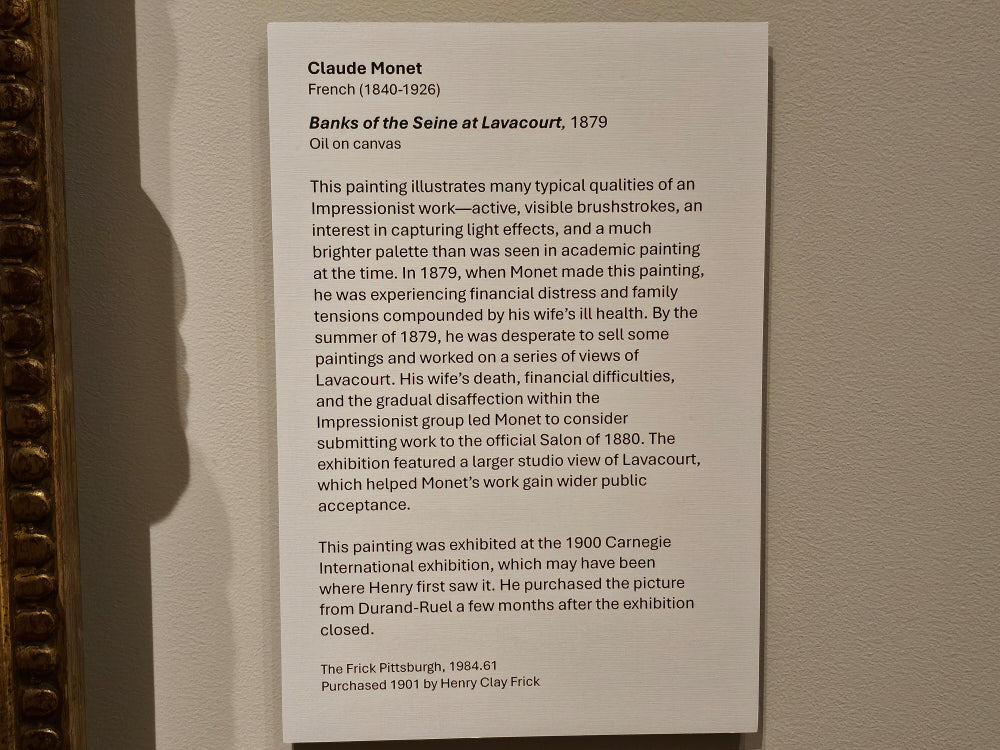 Claude Monet
French (1840-1926)
Banks of the Seine at Lavacourt, 1879
Oil on canvas
This painting illustrates many typical qualities of an
Impressionist work—active, visible brushstrokes, an
interest in capturing light effects, and a much
brighter palette than was seen in academic painting
at the time. In 1879, when Monet made this painting,
he was experiencing financial distress and family
tensions compounded by his wife's ill health. By the
summer of 1879, he was desperate to sell some
paintings and worked on a series of views of
Lavacourt. His wife's death, financial difficulties,
and the gradual disaffection within the
Impressionist group led Monet to consider
submitting work to the official Salon of 1880. The
exhibition featured a larger studio view of Lavacourt,
which helped Monet's work gain wider public
acceptance.
This painting was exhibited at the 1900 Carnegie
International exhibition, which may have been
where Henry first saw it. He purchased the picture
from Durand-Ruel a few months after the exhibition
closed.
The Frick Pittsburgh, 1984.61
Purchased 1901 by Henry Clay Frick